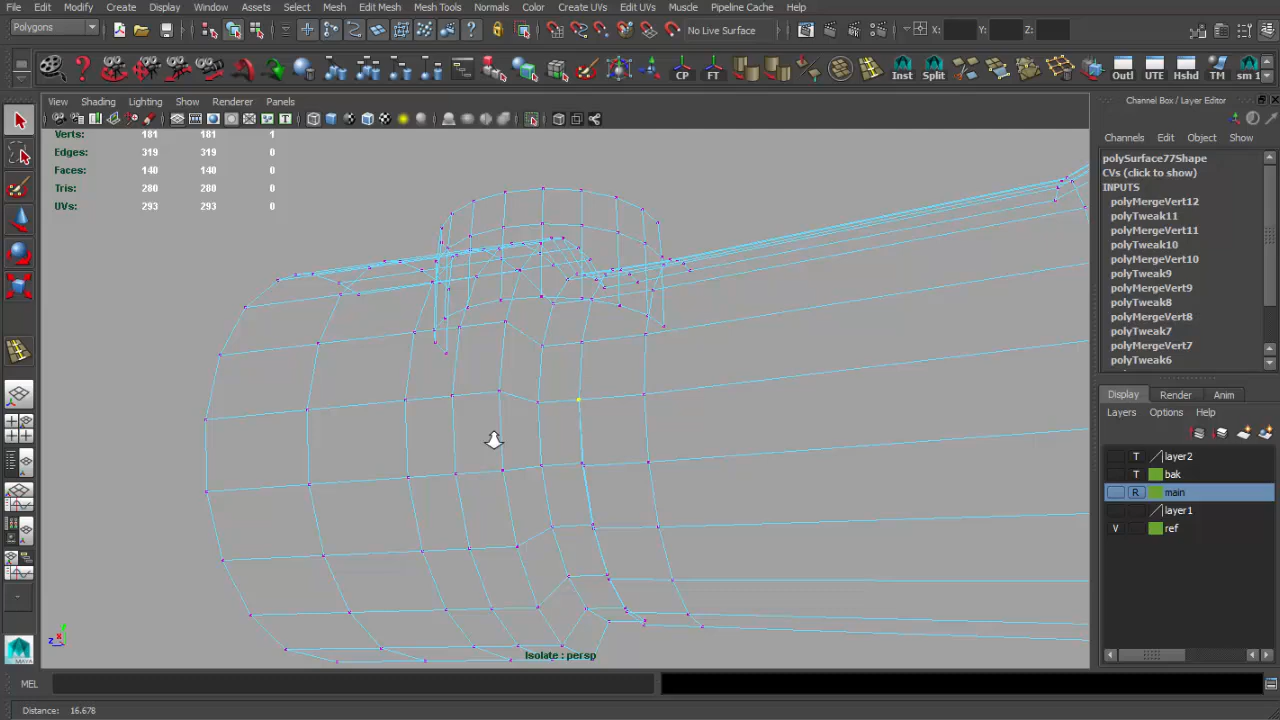 File Edit Modify Create Display Window Assets Select Mesh Edit Mesh Mesh Tools Normals Color Create UVs Edit UVs Muscle Pipeline Cache Help
Polygons No Live Surface X: Y: Z:
CP FT Inst Split Outl UTE Hshd TM sm 1
View Shading Lighting Show Renderer Panels
Channel Box / Layer Editor
Verts: 181 181 1
Edges: 319 319 0
Faces: 140 140 0
Tris: 280 280 0
UVs: 293 293 0
Channels Edit Object Show
polySurface77Shape
CVs (click to show)
INPUTS
polyMergeVert12
polyTweak11
polyMergeVert11
polyTweak10
polyMergeVert10
polyTweak9
polyMergeVert9
polyTweak8
polyMergeVert8
polyTweak7
polyMergeVert7
polyTweak6
Display Render Anim
Layers Options Help
T layer2
T bak
R main
layer1
V ref
z x y
Isolate : persp
MEL
Distance: 16.678